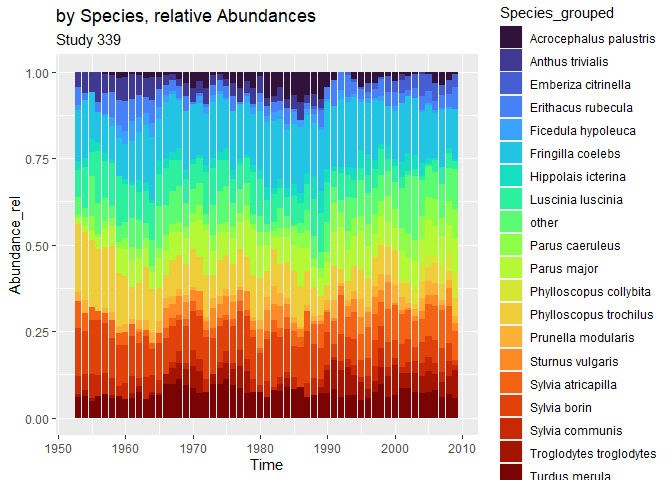 by Species, relative Abundances
Study 339
Abundance_rel
1.00
0.75
0.50
0.25
0.00
1950
1960
1970
1980
1990
2000
2010
Time
Species_grouped
Acrocephalus palustris
Anthus trivialis
Emberiza citrinella
Erithacus rubecula
Ficedula hypoleuca
Fringilla coelebs
Hippolais icterina
Luscinia luscinia
other
Parus caeruleus
Parus major
Phylloscopus collybita
Phylloscopus trochilus
Prunella modularis
Sturnus vulgaris
Sylvia atricapilla
Sylvia borin
Sylvia communis
Troglodytes troglodytes
Turdus merula